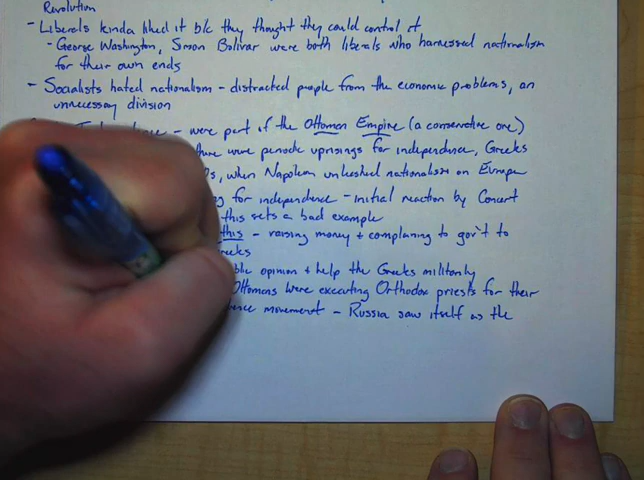 Revolution
- Liberals kinda liked it b/c they thought they could control it
- George Washington, Simon Bolivar were both liberals who harnessed nationalism
for their own ends
- Socialists hated nationalism - distracted people from the economic problems, an
unnecessary division
- were part of the Ottoman Empire (a conservative one)
there were periodic uprisings for independence, Greeks
, when Napoleon unleashed nationalism on Europe
for independence - initial reaction by Concert
this sets a bad example
this - raising money + complaining to gov't to
opinion + help the Greeks militarily
Ottomans were executing Orthodox priests for their
movement - Russia saw itself as the